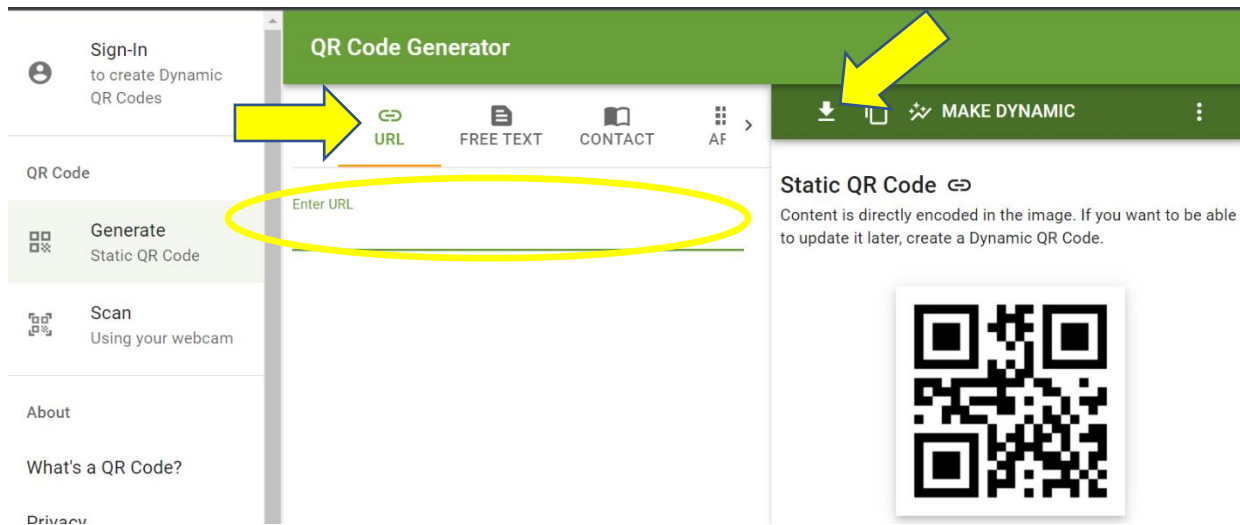 Sign-In
to create Dynamic
QR Codes
QR Code
Generate
Static QR Code
Scan
Using your webcam
About
What's a QR Code?
Privacy
QR Code Generator
URL
FREE TEXT
CONTACT
Enter URL
MAKE DYNAMIC
Static QR Code
Content is directly encoded in the image. If you want to be able
to update it later, create a Dynamic QR Code.